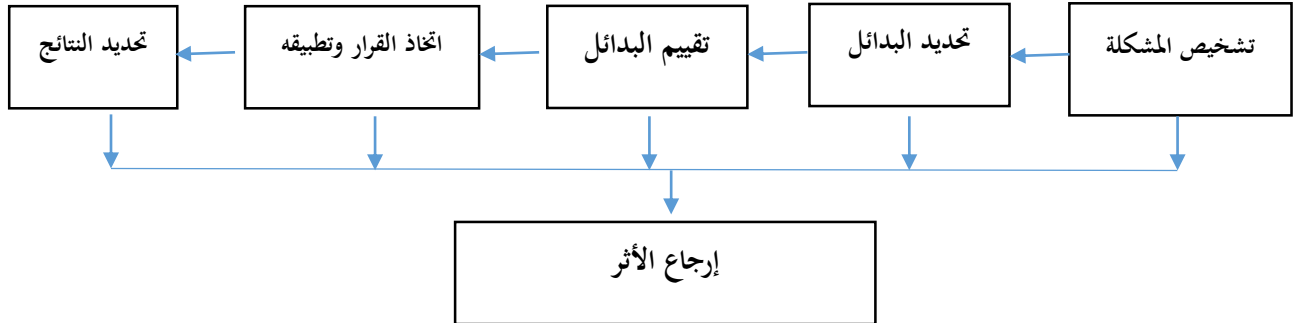 تشخيص المشكلة
تحديد البدائل
تقييم البدائل
اتخاذ القرار وتطبيقه
تحديد النتائج
إرجاع الأثر